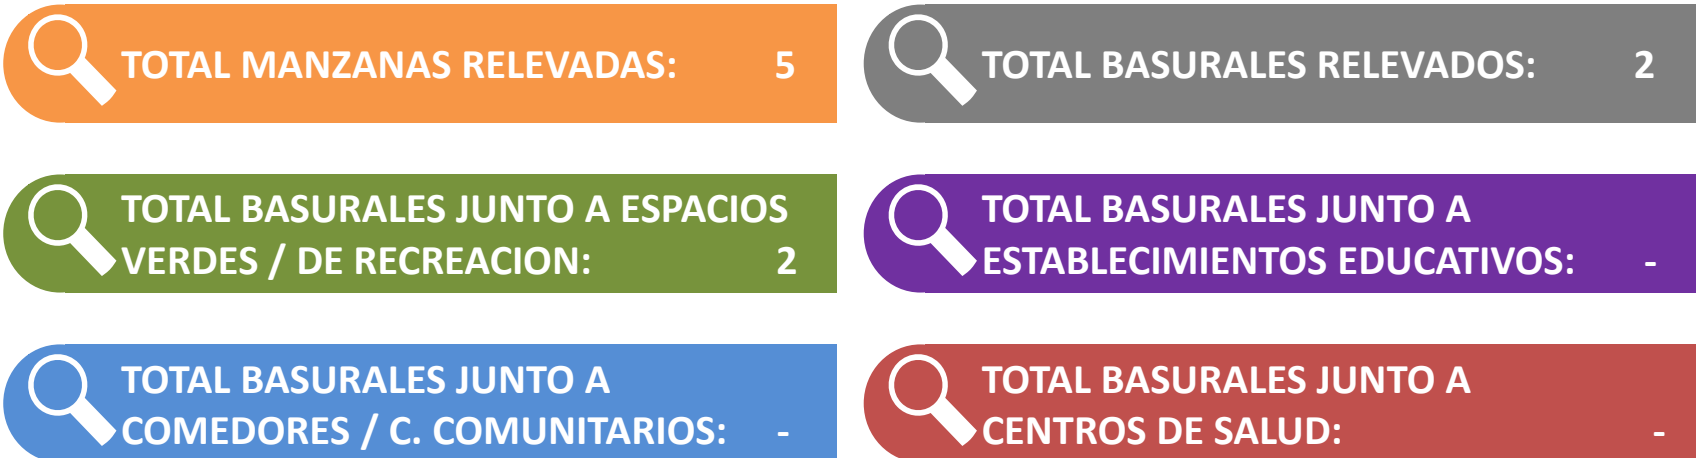 TOTAL MANZANAS RELEVADAS: 5
TOTAL BASURALES RELEVADOS: 2
TOTAL BASURALES JUNTO A ESPACIOS
VERDES / DE RECREACION: 2
TOTAL BASURALES JUNTO A
ESTABLECIMIENTOS EDUCATIVOS: -
TOTAL BASURALES JUNTO A
COMEDORES / C. COMUNITARIOS: -
TOTAL BASURALES JUNTO A
CENTROS DE SALUD: -